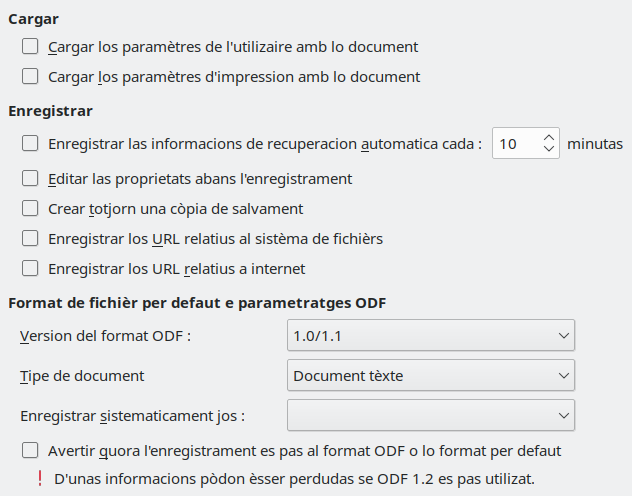 Cargar
Cargar los paramètres de l'utilizaire amb lo document
Cargar los paramètres d'impression amb lo document
Enregistrar
Enregistrar las informacions de recuperacion automatica cada : 10 minutas
Editar las proprietats abans l'enregistrament
Crear totjorn una còpia de salvament
Enregistrar los URL relatius al sistèma de fichièrs
Enregistrar los URL relatius a internet
Format de fichièr per defaut e parametratges ODF
Version del format ODF : 1.0/1.1
Tipe de document Document tèxte
Enregistrar sistematicament jos :
Avertir quora l'enregistrament es pas al format ODF o lo format per defaut
! D'unas informacions pòdon èsser perdudas se ODF 1.2 es pas utilizat.